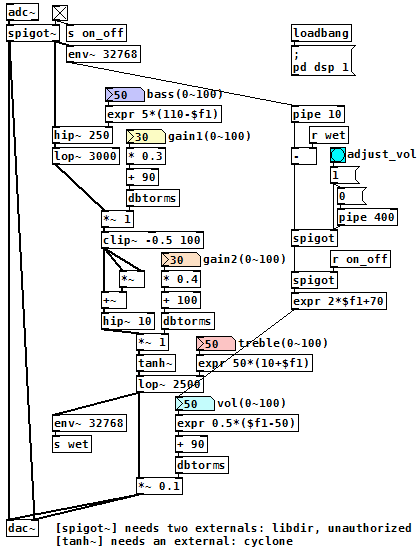 adc~
spigot~
s on_off
env~ 32768
loadbang
;
pd dsp 1
50 bass(0~100)
expr 5*(110-$f1)
pipe 10
r wet
hip~ 250
30 gain1(0~100)
lop~ 3000
* 0.3
-
adjust_vol
+ 90
1
dbtorms
0
*~ 1
pipe 400
clip~ -0.5 100
spigot
30 gain2(0~100)
r on_off
*~
* 0.4
spigot
+~
+ 100
expr 2*$f1+70
hip~ 10
dbtorms
*~ 1
50 treble(0~100)
tanh~
expr 50*(10+$f1)
lop~ 2500
50 vol(0~100)
env~ 32768
expr 0.5*($f1-50)
s wet
+ 90
dbtorms
*~ 0.1
dac~
[spigot~] needs two externals: libdir, unauthorized
[tanh~] needs an external: cyclone